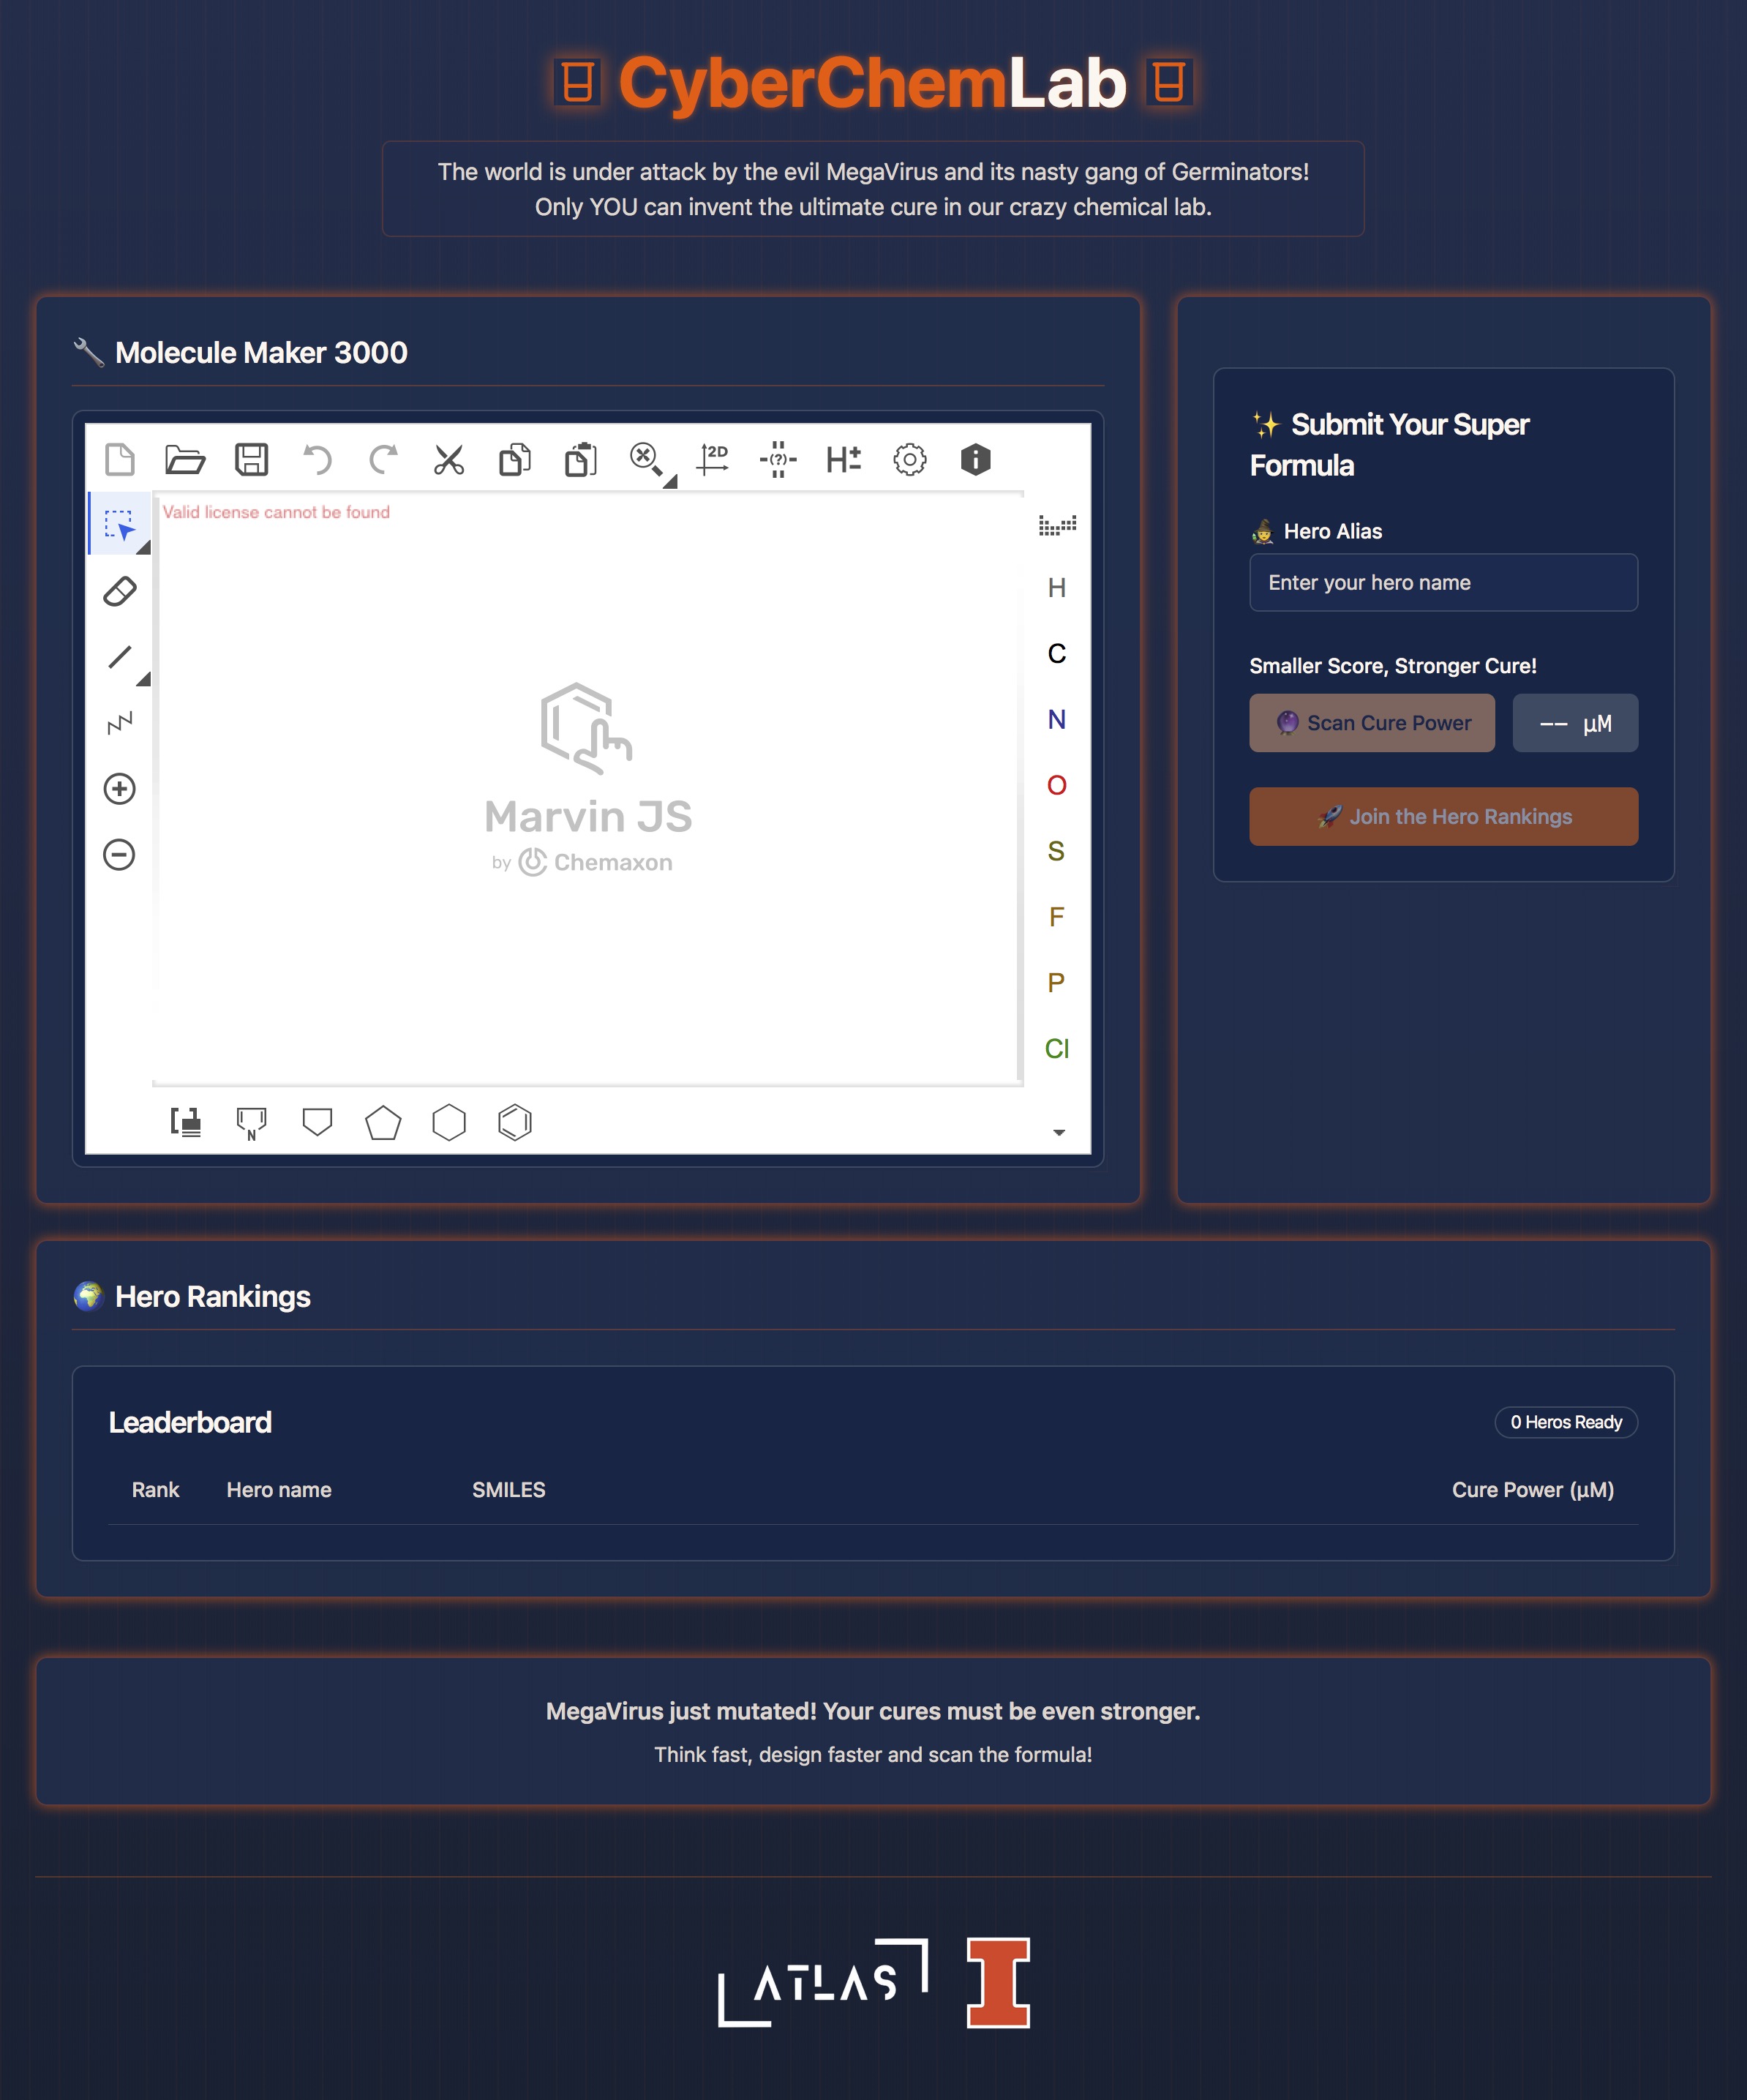 CyberChemLab
The world is under attack by the evil MegaVirus and its nasty gang of Germinators!
Only YOU can invent the ultimate cure in our crazy chemical lab.
Molecule Maker 3000
2D
(?)
H±
Valid license cannot be found
H
C
N
O
S
F
P
Cl
Marvin JS
by Chemaxon
N
Submit Your Super
Formula
Hero Alias
Enter your hero name
Smaller Score, Stronger Cure!
Scan Cure Power
-- µM
Join the Hero Rankings
Hero Rankings
Leaderboard
0 Heros Ready
Rank Hero name SMILES Cure Power (µM)
MegaVirus just mutated! Your cures must be even stronger.
Think fast, design faster and scan the formula!
ATLAS
I